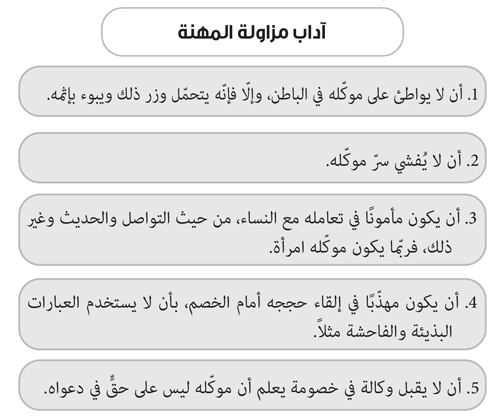 آداب مزاولة المهنة
1. أن لا يواطئ على موكّله في الباطن، وإلّا فإنّه يتحمّل وزر ذلك ويبوء بإثمه.
2. أن لا يُفشي سرّ موكّله.
3. أن يكون مأمونًا في تعامله مع النساء، من حيث التواصل والحديث وغير
ذلك، فربّما يكون موكّله امرأة.
4. أن يكون مهذّبًا في إلقاء حججه أمام الخصم، بأن لا يستخدم العبارات
البذيئة والفاحشة مثلاً.
5. أن لا يقبل وكالة في خصومة يعلم أن موكّله ليس على حقٍّ في دعواه.